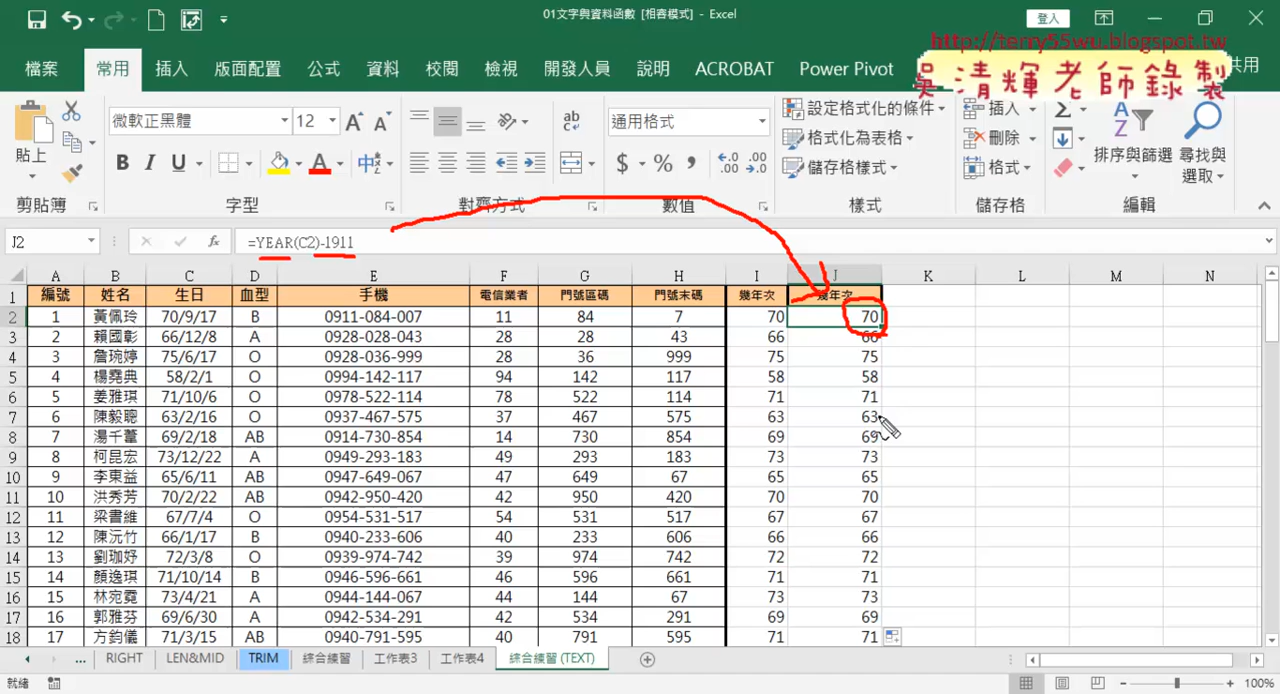 01文字與資料函數 [相容模式] - Excel
登入
http://terry55wu.blogspot.tw
吳清輝老師錄製
檔案 常用 插入 版面配置 公式 資料 校閱 檢視 開發人員 說明 ACROBAT Power Pivot 共用
貼上 微軟正黑體 12 通用格式 設定格式化的條件 格式化為表格 儲存格樣式 插入 刪除 格式 排序與篩選 尋找與選取
剪貼簿 字型 對齊方式 數值 樣式 儲存格 編輯
J2 =YEAR(C2)-1911
A B C D E F G H I J K L M N
1 編號 姓名 生日 血型 手機 電信業者 門號區碼 門號末碼 幾年次 幾年次
2 1 黃佩玲 70/9/17 B 0911-084-007 11 84 7 70 70
3 2 賴國彰 66/12/8 A 0928-028-043 28 28 43 66 66
4 3 詹琬婷 75/6/17 O 0928-036-999 28 36 999 75 75
5 4 楊堯典 58/2/1 O 0994-142-117 94 142 117 58 58
6 5 姜雅琪 71/10/6 O 0978-522-114 78 522 114 71 71
7 6 陳毅聰 63/2/16 O 0937-467-575 37 467 575 63 63
8 7 湯千蕫 69/2/18 AB 0914-730-854 14 730 854 69 69
9 8 柯昆宏 73/12/22 A 0949-293-183 49 293 183 73 73
10 9 李東益 65/6/11 AB 0947-649-067 47 649 67 65 65
11 10 洪秀芳 70/2/22 AB 0942-950-420 42 950 420 70 70
12 11 梁書維 67/7/4 O 0954-531-517 54 531 517 67 67
13 12 陳沅竹 66/1/17 B 0940-233-606 40 233 606 66 66
14 13 劉珈妤 72/3/8 O 0939-974-742 39 974 742 72 72
15 14 顏逸琪 71/10/14 B 0946-596-661 46 596 661 71 71
16 15 林宛霓 73/4/21 A 0944-144-067 44 144 67 73 73
17 16 郭雅芬 69/6/30 A 0942-534-291 42 534 291 69 69
18 17 方鈞儀 71/3/15 AB 0940-791-595 40 791 595 71 71
... RIGHT LEN&MID TRIM 綜合練習 工作表3 工作表4 綜合練習 (TEXT)
就緒 100%